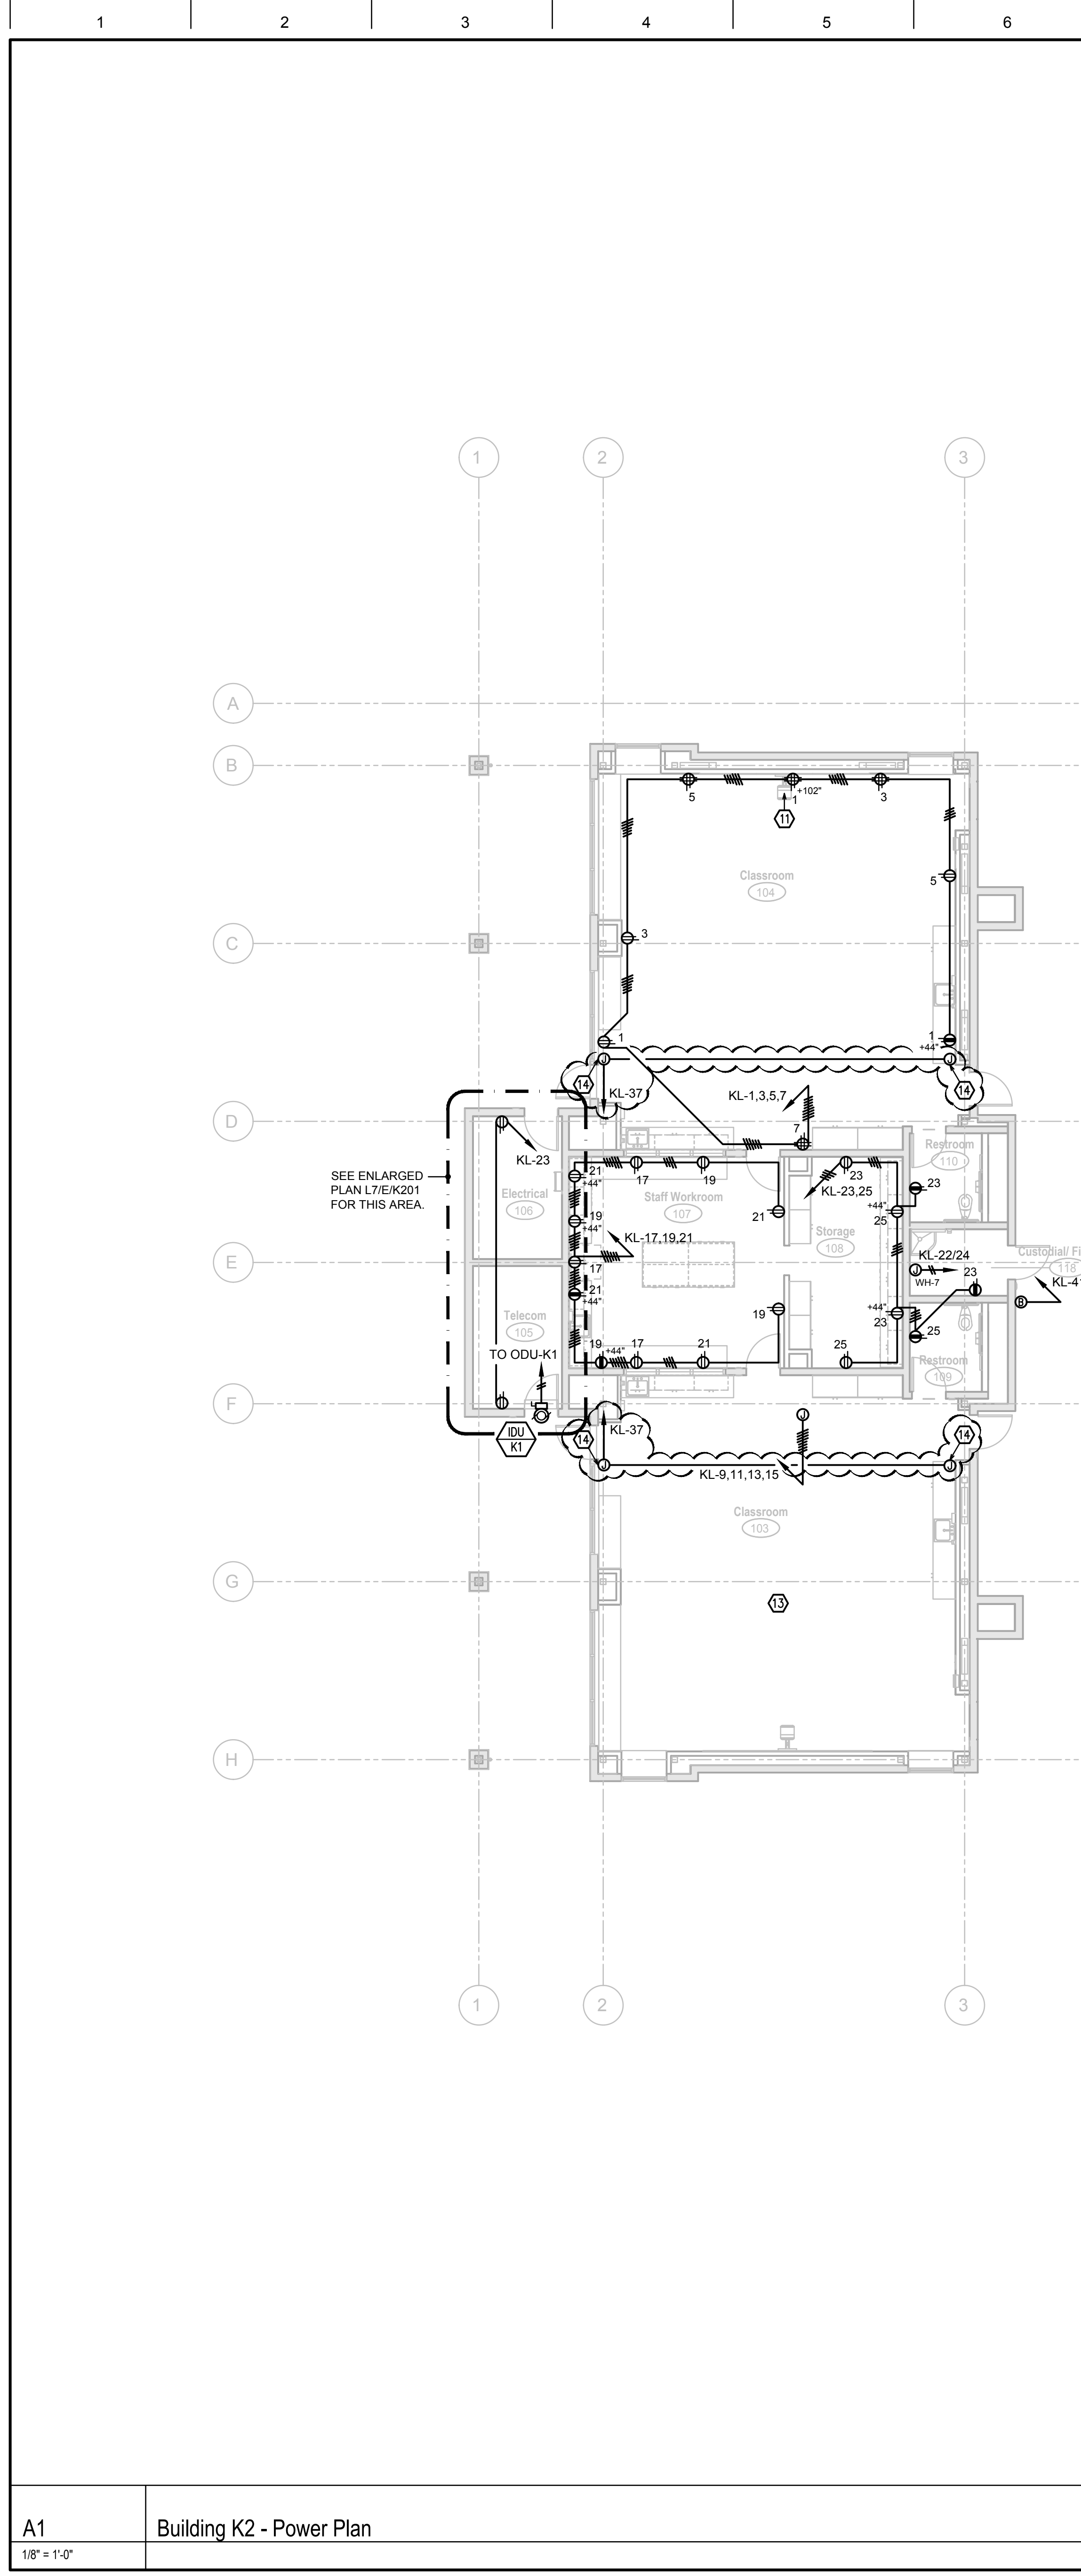 1 2 3 4 5 6
1 2 3
A
B
5 1 +102" 3
11
Classroom
104
5
C
3
1
1
+44"
14
KL-37
KL-1,3,5,7
14
D
7
KL-23
Restroom
110
SEE ENLARGED
PLAN L7/E/K201
FOR THIS AREA.
21
+44"
17
19
23
KL-23,25
23
Electrical
106
Staff Workroom
107
+44"
25
19
+44"
21
Storage
108
KL-17,19,21
E
17
KL-22/24
Custodial/ Fi
118
WH-7
23
KL-41
21
+44"
B
Telecom
105
19
+44"
23
25
TO ODU-K1
19
+44"
17
21
25
Restroom
109
F
IDU
K1
14
KL-37
14
KL-9,11,13,15
Classroom
103
G
13
H
1 2 3
A1
Building K2 - Power Plan
1/8" = 1'-0"